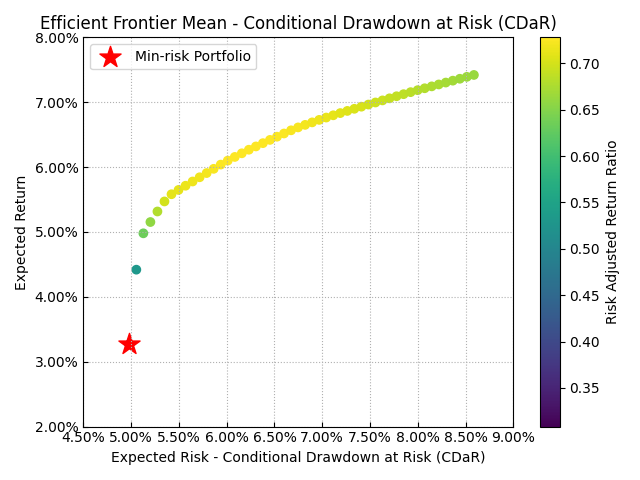 Efficient Frontier Mean - Conditional Drawdown at Risk (CDaR)
Min-risk Portfolio
8.00%
7.00%
6.00%
5.00%
4.00%
3.00%
2.00%
Expected Return
4.50% 5.00% 5.50% 6.00% 6.50% 7.00% 7.50% 8.00% 8.50% 9.00%
Expected Risk - Conditional Drawdown at Risk (CDaR)
0.70
0.65
0.60
0.55
0.50
0.45
0.40
0.35
Risk Adjusted Return Ratio